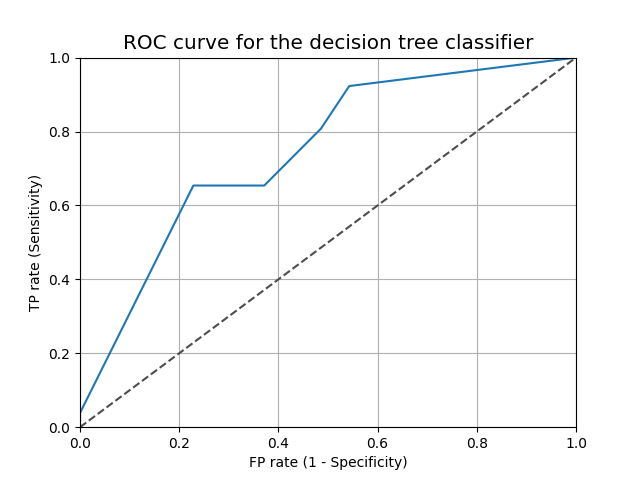 ROC curve for the decision tree classifier
TP rate (Sensitivity)
1.0
0.8
0.6
0.4
0.2
0.0
0.0 0.2 0.4 0.6 0.8 1.0
FP rate (1 - Specificity)